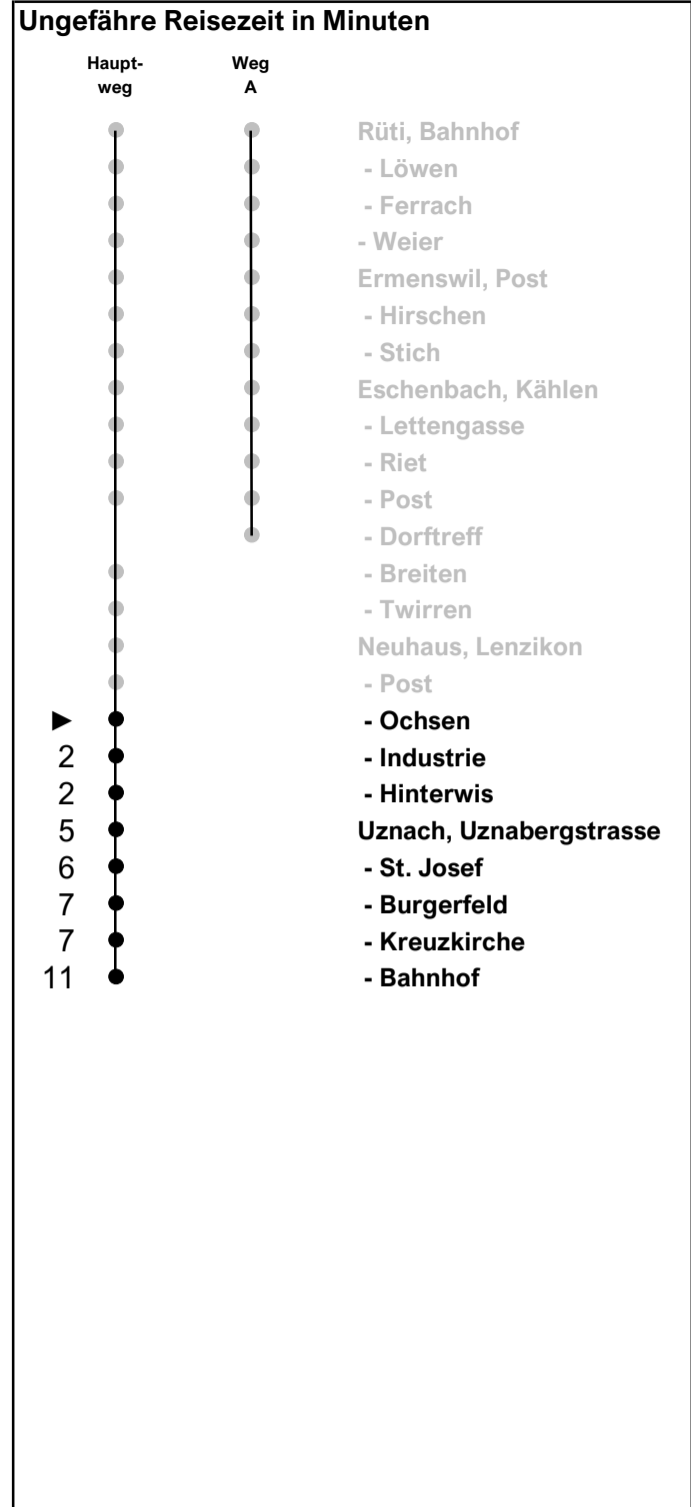 Ungefähre Reisezeit in Minuten
Haupt-
weg
Weg
A
Rüti, Bahnhof
- Löwen
- Ferrach
- Weier
Ermenswil, Post
- Hirschen
- Stich
Eschenbach, Kählen
- Lettengasse
- Riet
- Post
- Dorftreff
- Breiten
- Twirren
Neuhaus, Lenzikon
- Post
► - Ochsen
2 - Industrie
2 - Hinterwis
5 Uznach, Uznabergstrasse
6 - St. Josef
7 - Burgerfeld
7 - Kreuzkirche
11 - Bahnhof